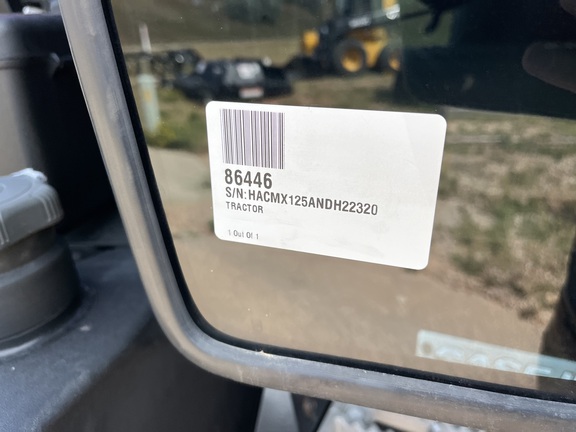 86446
S/N:HACMX125ANDH22320
TRACTOR
1 Out Of 1